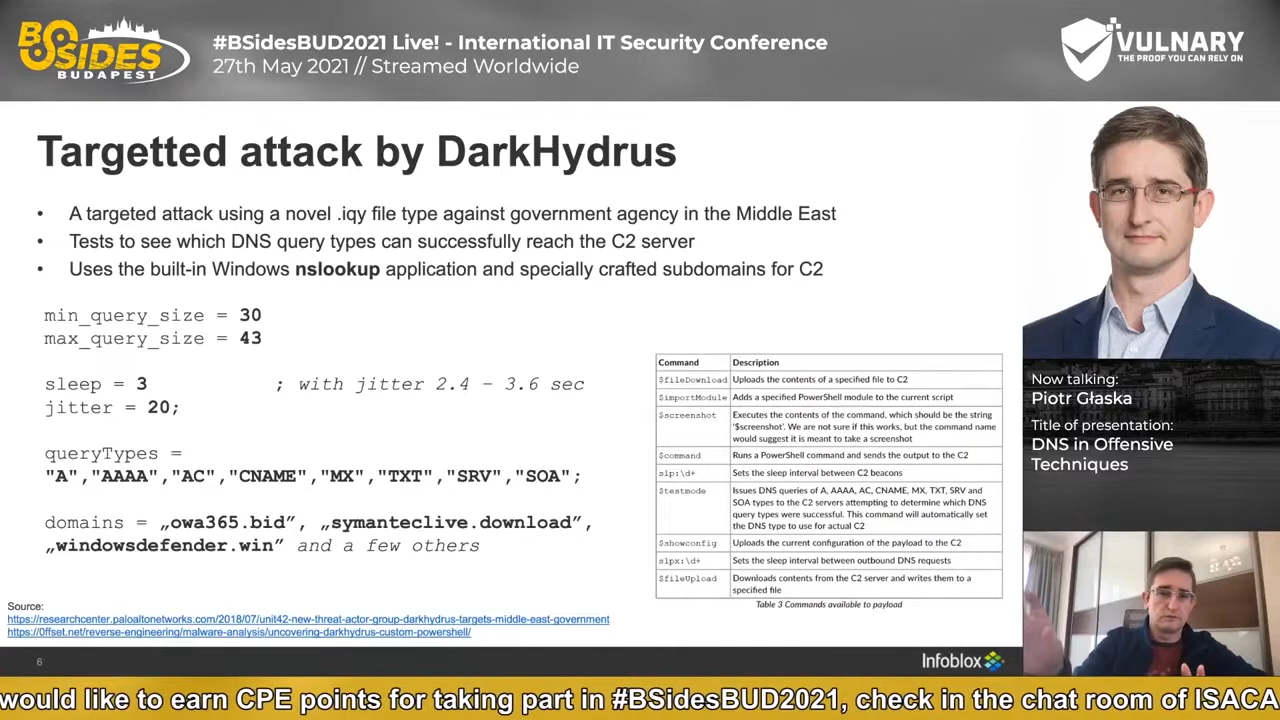 BSIDES
BUDAPEST
#BSidesBUD2021 Live! - International IT Security Conference
27th May 2021 // Streamed Worldwide
VULNARY
THE PROOF YOU CAN RELY ON
Targetted attack by DarkHydrus
• A targeted attack using a novel .iqy file type against government agency in the Middle East
• Tests to see which DNS query types can successfully reach the C2 server
• Uses the built-in Windows nslookup application and specially crafted subdomains for C2
min_query_size = 30
max_query_size = 43
sleep = 3 ; with jitter 2.4 – 3.6 sec
jitter = 20;
queryTypes =
"A","AAAA","AC","CNAME","MX","TXT","SRV","SOA";
domains = „owa365.bid”, „symanteclive.download”,
„windowsdefender.win” and a few others
Command Description
$fileDownload Uploads the contents of a specified file to C2
$importModule Adds a specified PowerShell module to the current script
$screenshot Executes the contents of the command, which should be the string
'$screenshot'. We are not sure if this works, but the command name
would suggest it is meant to take a screenshot
$command Runs a PowerShell command and sends the output to the C2
slp:\d+ Sets the sleep interval between C2 beacons
$testmode Issues DNS queries of A, AAAA, AC, CNAME, MX, TXT, SRV and
SOA types to the C2 servers attempting to determine which DNS
query types were successful. This command will automatically set
the DNS type to use for actual C2
$showconfig Uploads the current configuration of the payload to the C2
slpx:\d+ Sets the sleep interval between outbound DNS requests
$fileUpload Downloads contents from the C2 server and writes them to a
specified file
Table 3 Commands available to payload
Source:
https://researchcenter.paloaltonetworks.com/2018/07/unit42-new-threat-actor-group-darkhydrus-targets-middle-east-government
https://0ffset.net/reverse-engineering/malware-analysis/uncovering-darkhydrus-custom-powershell/
6
Infoblox
Now talking:
Piotr Głaska
Title of presentation:
DNS in Offensive
Techniques
would like to earn CPE points for taking part in #BSidesBUD2021, check in the chat room of ISACA